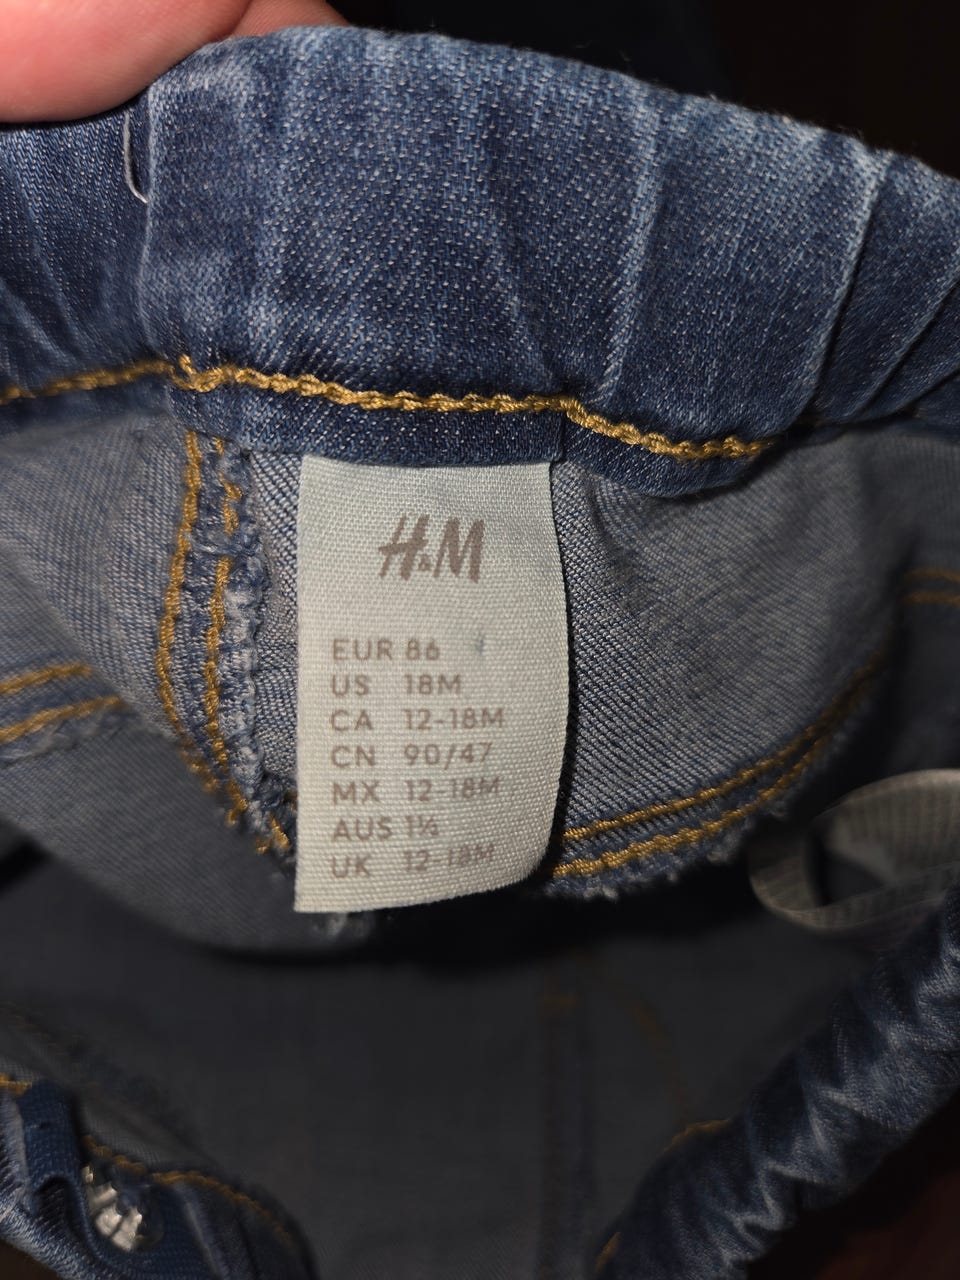 H&M
EUR 86
US 18M
CA 12-18M
CN 90/47
MX 12-18M
AUS 1½
UK 12-18M